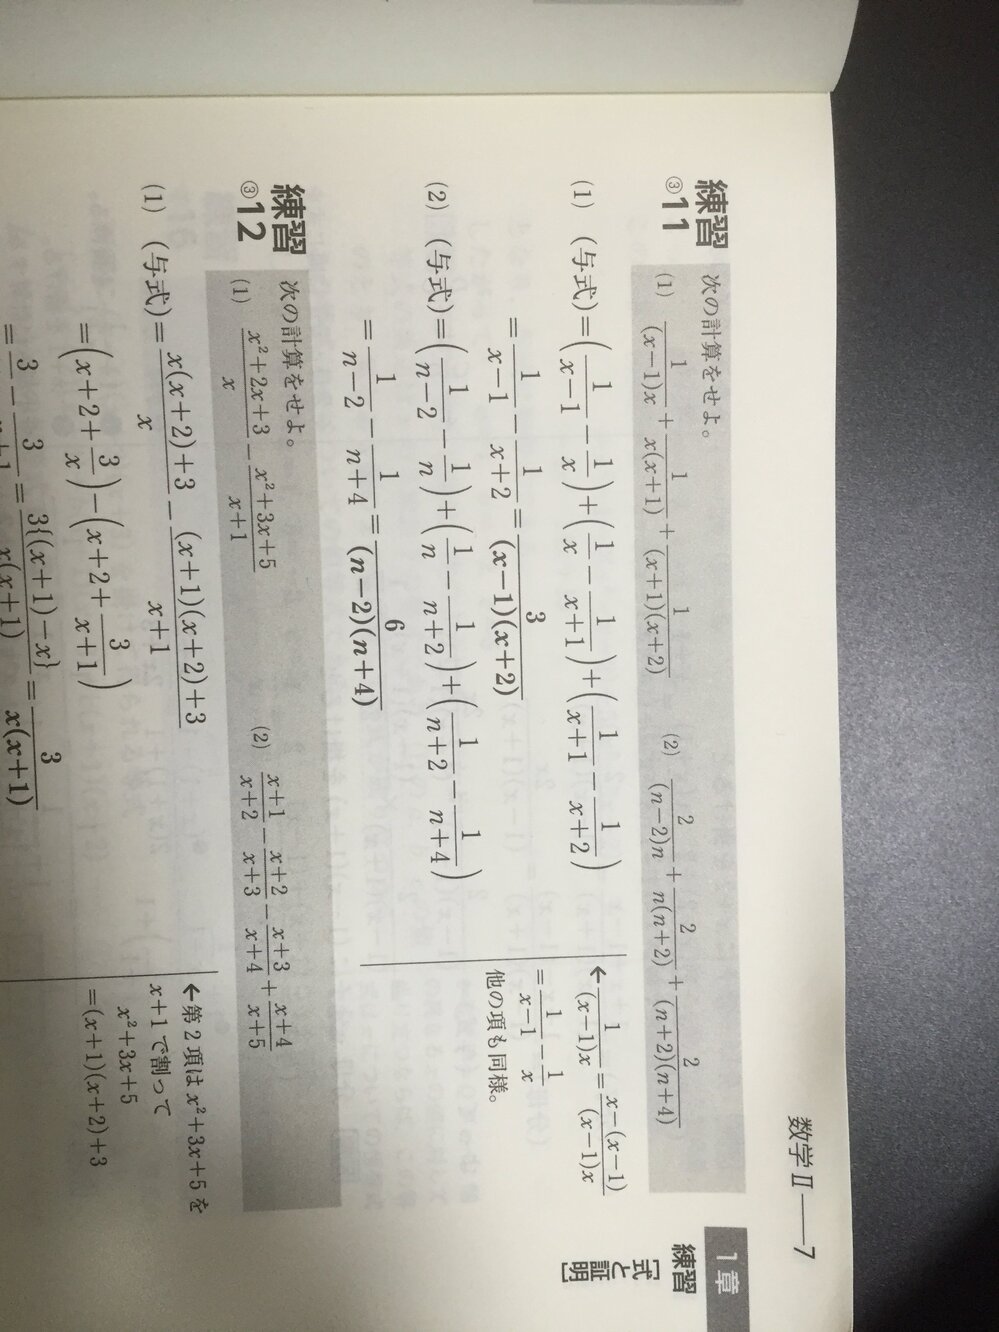 数学Ⅱ——7
1章
練習
[式と証明]
練習 ③11 次の計算をせよ。
(1) 1/((x−1)x) + 1/(x(x+1)) + 1/((x+1)(x+2)) (2) 2/((n−2)n) + 2/(n(n+2)) + 2/((n+2)(n+4))
(1) (与式)=(1/(x−1) − 1/x)+(1/x − 1/(x+1))+(1/(x+1) − 1/(x+2))
= 1/(x−1) − 1/(x+2) = 3/((x−1)(x+2))
← 1/((x−1)x) = (x−(x−1))/((x−1)x)
= 1/(x−1) − 1/x
他の項も同様。
(2) (与式)=(1/(n−2) − 1/n)+(1/n − 1/(n+2))+(1/(n+2) − 1/(n+4))
= 1/(n−2) − 1/(n+4) = 6/((n−2)(n+4))
練習 ③12 次の計算をせよ。
(1) (x²+2x+3)/x − (x²+3x+5)/(x+1) (2) (x+1)/(x+2) − (x+2)/(x+3) − (x+3)/(x+4) + (x+4)/(x+5)
(1) (与式)= (x(x+2)+3)/x − ((x+1)(x+2)+3)/(x+1)
=(x+2+3/x)−(x+2+3/(x+1))
= 3/x − 3/(x+1) = 3{(x+1)−x}/(x(x+1)) = 3/(x(x+1))
←第2項は x²+3x+5 を
x+1 で割って
x²+3x+5
=(x+1)(x+2)+3